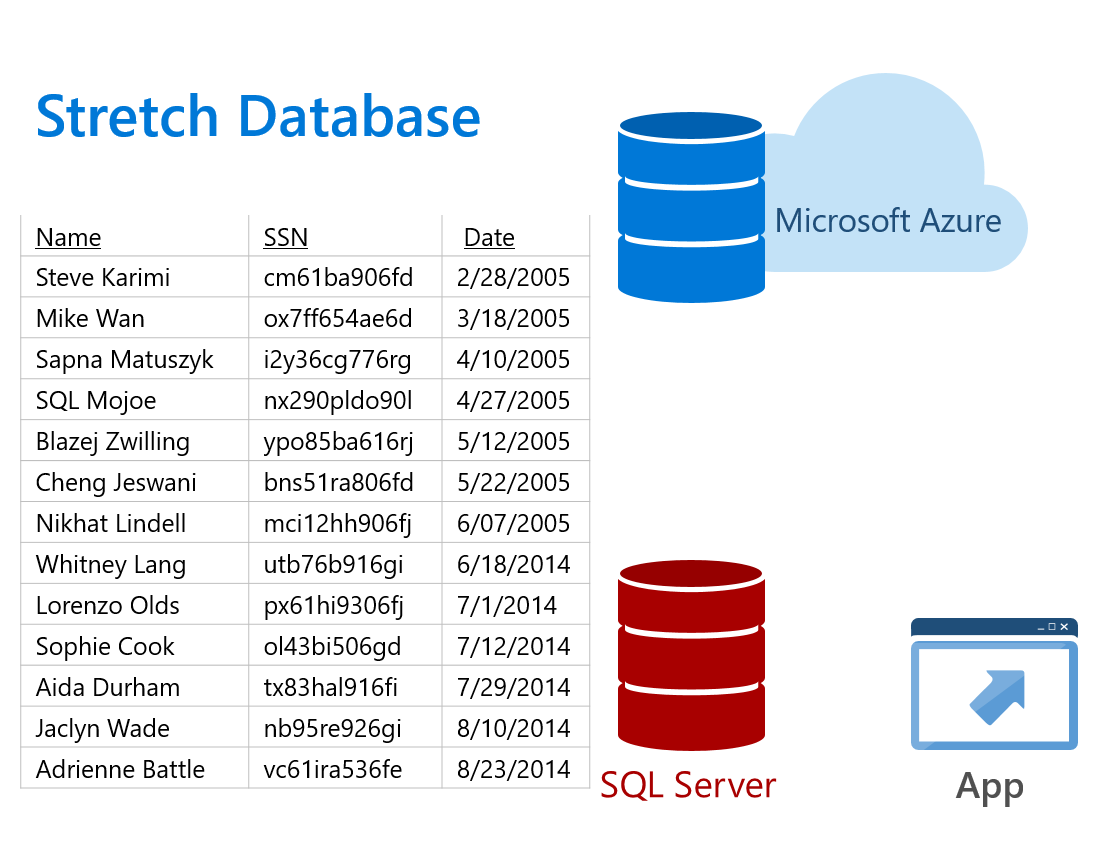 Stretch Database
Microsoft Azure
Name SSN Date
Steve Karimi cm61ba906fd 2/28/2005
Mike Wan ox7ff654ae6d 3/18/2005
Sapna Matuszyk i2y36cg776rg 4/10/2005
SQL Mojoe nx290pldo90l 4/27/2005
Blazej Zwilling ypo85ba616rj 5/12/2005
Cheng Jeswani bns51ra806fd 5/22/2005
Nikhat Lindell mci12hh906fj 6/07/2005
Whitney Lang utb76b916gi 6/18/2014
Lorenzo Olds px61hi9306fj 7/1/2014
Sophie Cook ol43bi506gd 7/12/2014
Aida Durham tx83hal916fi 7/29/2014
Jaclyn Wade nb95re926gi 8/10/2014
Adrienne Battle vc61ira536fe 8/23/2014
SQL Server
App